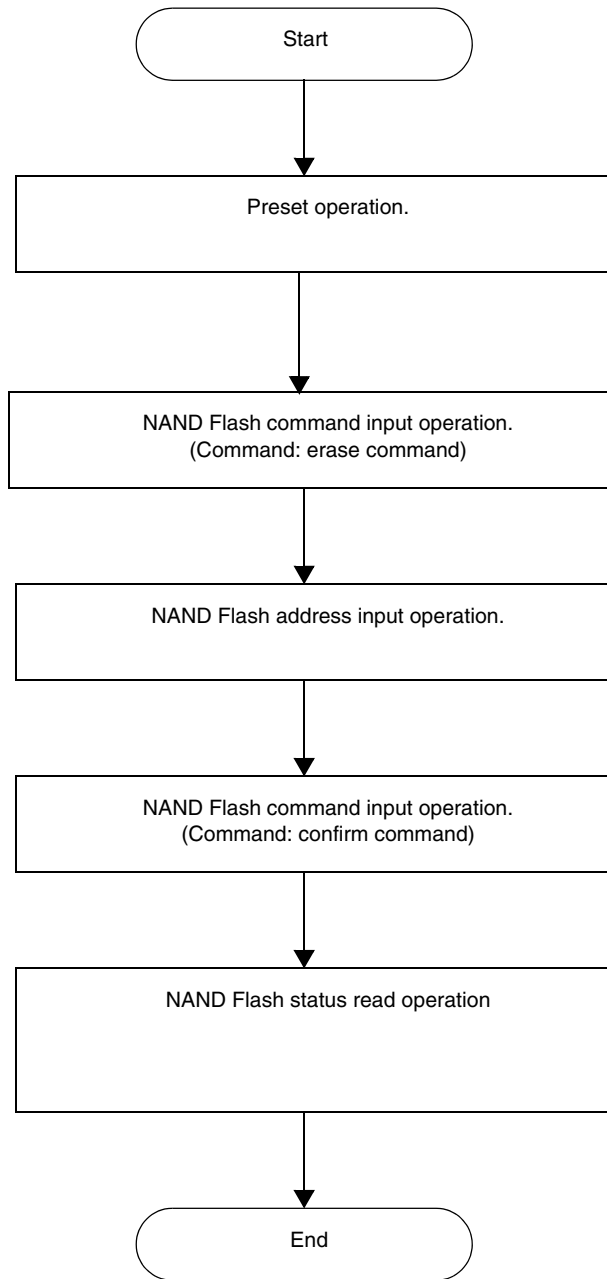 Start
Preset operation.
NAND Flash command input operation.
(Command: erase command)
NAND Flash address input operation.
NAND Flash command input operation.
(Command: confirm command)
NAND Flash status read operation
End